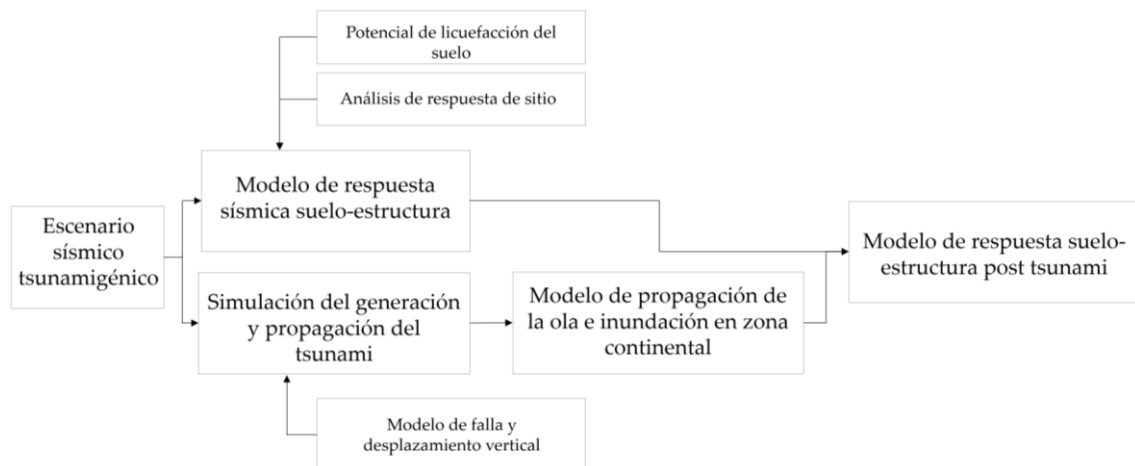 Potencial de licuefacción del
suelo
Análisis de respuesta de sitio
Modelo de respuesta
sísmica suelo-estructura
Escenario
sísmico
tsunamigénico
Simulación del generación
y propagación del
tsunami
Modelo de propagación de
la ola e inundación en zona
continental
Modelo de respuesta suelo-
estructura post tsunami
Modelo de falla y
desplazamiento vertical